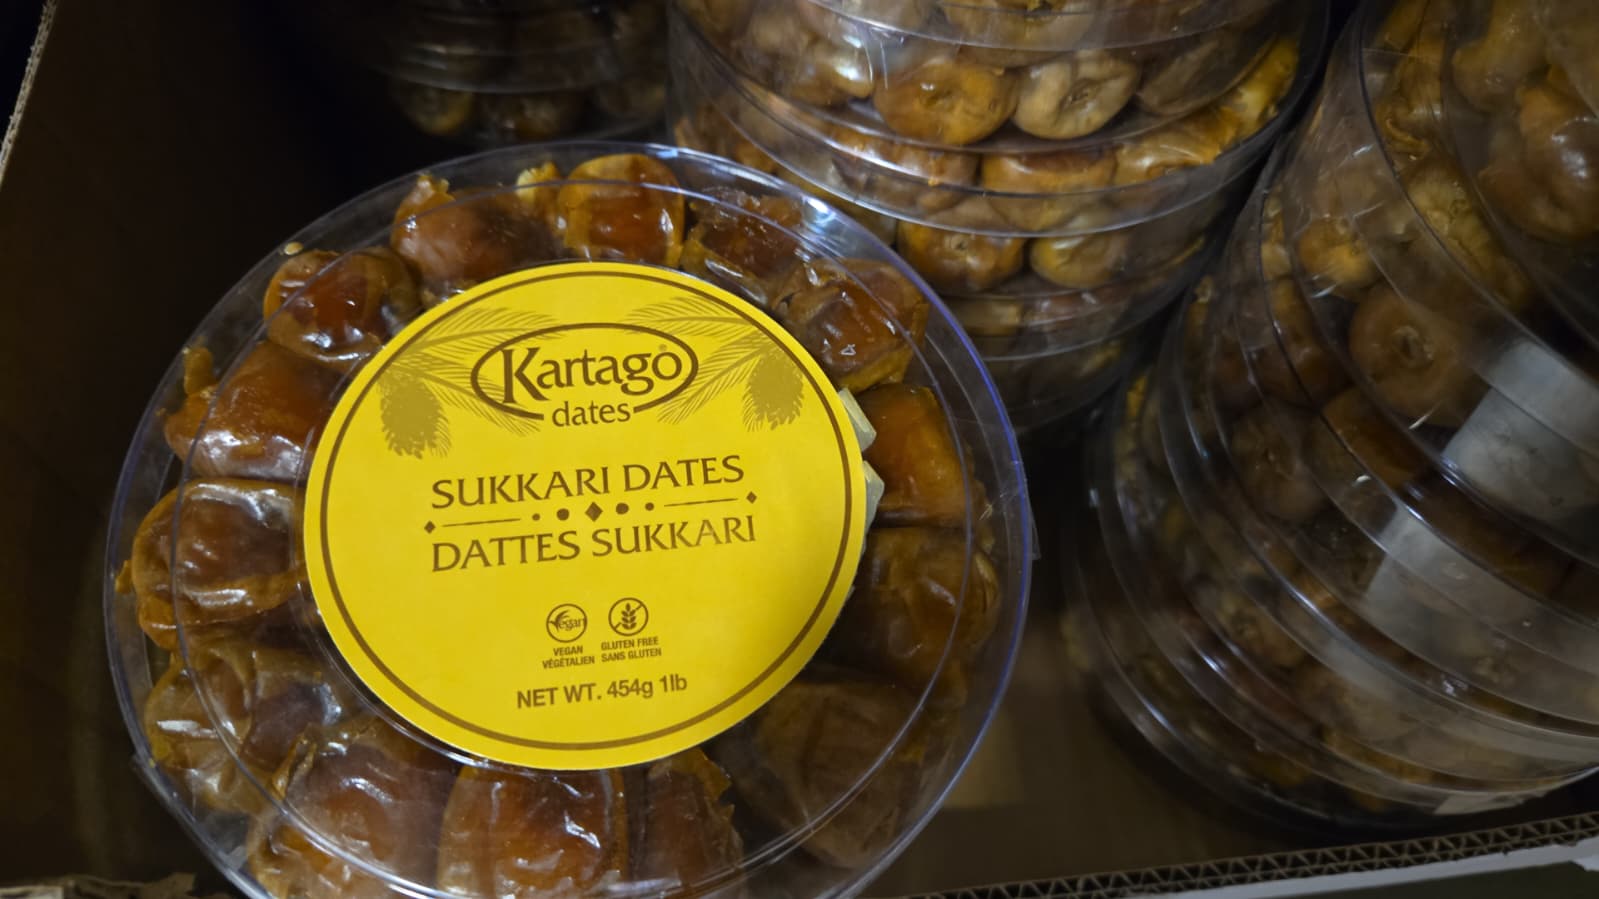 Kartago®
dates
SUKKARI DATES
DATTES SUKKARI
Vegan
VEGAN
VÉGÉTALIEN
GLUTEN FREE
SANS GLUTEN
NET WT. 454g 1lb